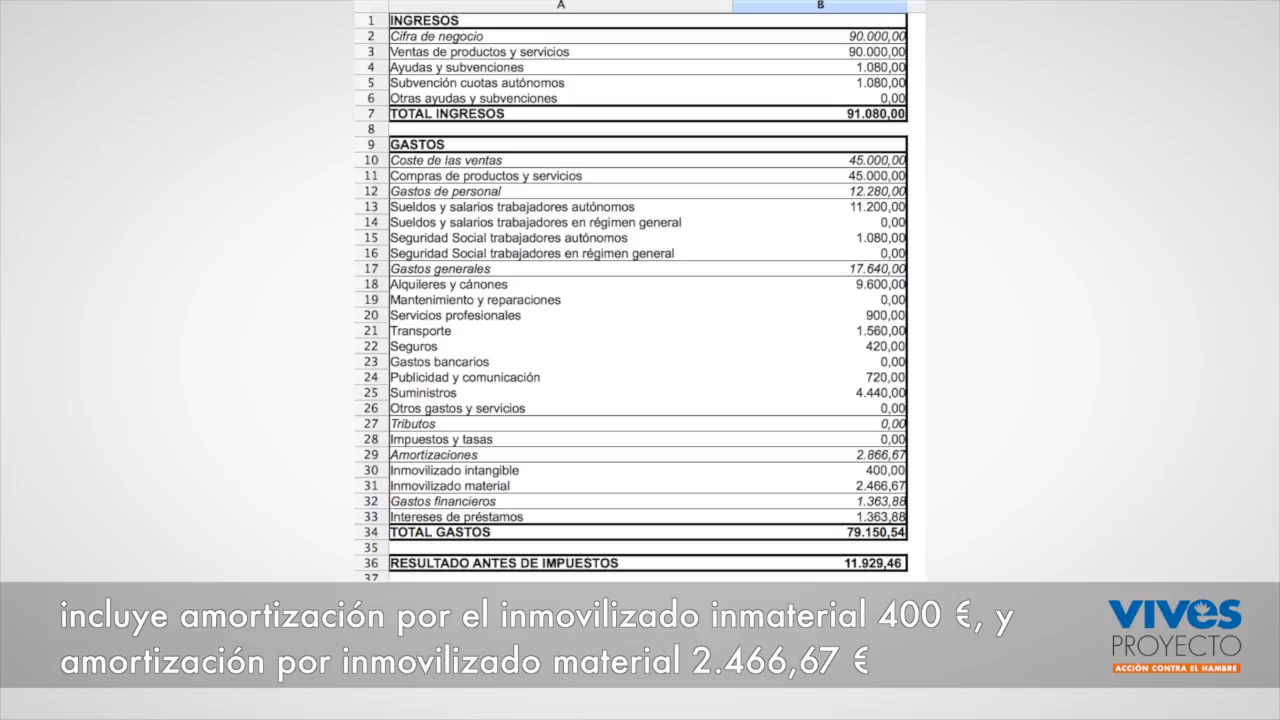 A B
1 INGRESOS
2 Cifra de negocio 90.000,00
3 Ventas de productos y servicios 90.000,00
4 Ayudas y subvenciones 1.080,00
5 Subvención cuotas autónomos 1.080,00
6 Otras ayudas y subvenciones 0,00
7 TOTAL INGRESOS 91.080,00
8
9 GASTOS
10 Coste de las ventas 45.000,00
11 Compras de productos y servicios 45.000,00
12 Gastos de personal 12.280,00
13 Sueldos y salarios trabajadores autónomos 11.200,00
14 Sueldos y salarios trabajadores en régimen general 0,00
15 Seguridad Social trabajadores autónomos 1.080,00
16 Seguridad Social trabajadores en régimen general 0,00
17 Gastos generales 17.640,00
18 Alquileres y cánones 9.600,00
19 Mantenimiento y reparaciones 0,00
20 Servicios profesionales 900,00
21 Transporte 1.560,00
22 Seguros 420,00
23 Gastos bancarios 0,00
24 Publicidad y comunicación 720,00
25 Suministros 4.440,00
26 Otros gastos y servicios 0,00
27 Tributos 0,00
28 Impuestos y tasas 0,00
29 Amortizaciones 2.866,67
30 Inmovilizado intangible 400,00
31 Inmovilizado material 2.466,67
32 Gastos financieros 1.363,88
33 Intereses de préstamos 1.363,88
34 TOTAL GASTOS 79.150,54
35
36 RESULTADO ANTES DE IMPUESTOS 11.929,46
37
incluye amortización por el inmovilizado inmaterial 400 €, y
amortización por inmovilizado material 2.466,67 €
VIVES
PROYECTO
ACCIÓN CONTRA EL HAMBRE